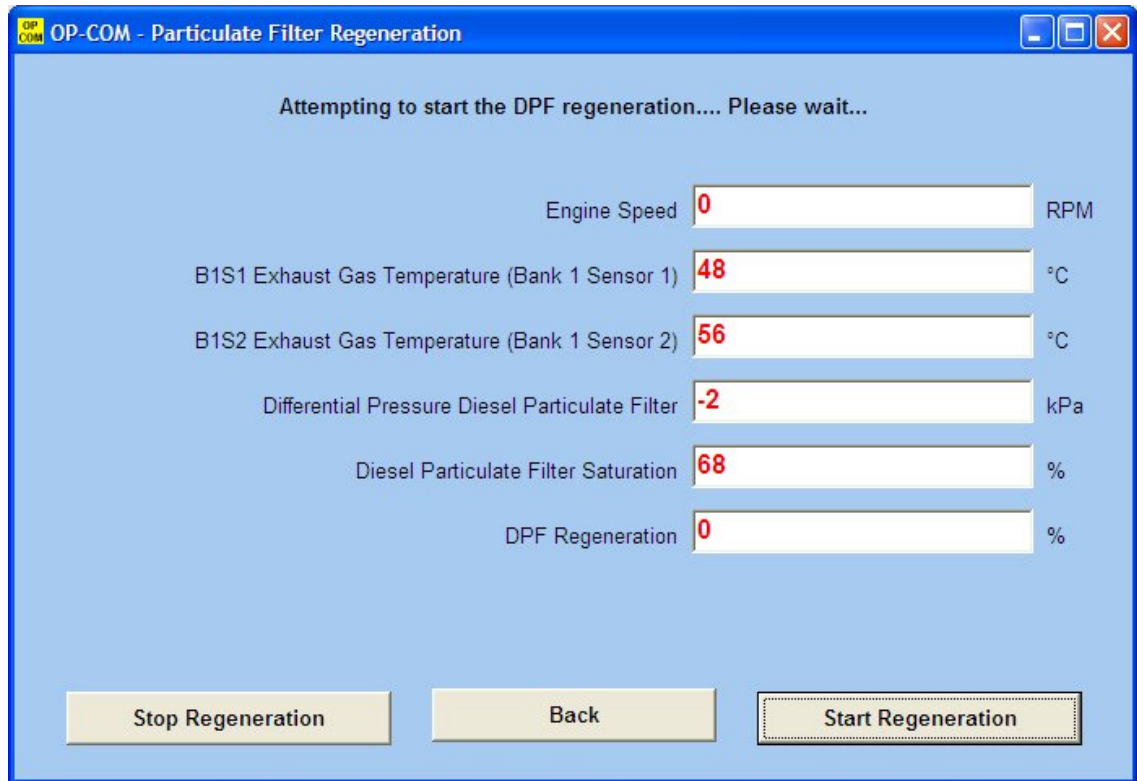 OP COM OP-COM - Particulate Filter Regeneration
Attempting to start the DPF regeneration.... Please wait...
Engine Speed 0 RPM
B1S1 Exhaust Gas Temperature (Bank 1 Sensor 1) 48 °C
B1S2 Exhaust Gas Temperature (Bank 1 Sensor 2) 56 °C
Differential Pressure Diesel Particulate Filter -2 kPa
Diesel Particulate Filter Saturation 68 %
DPF Regeneration 0 %
Stop Regeneration Back Start Regeneration